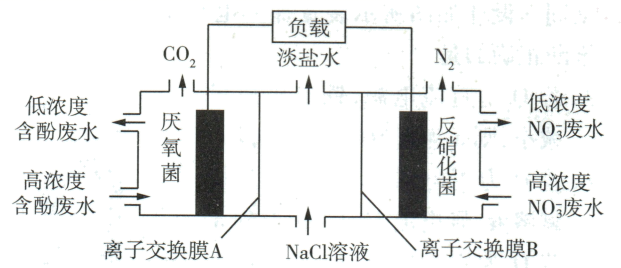 负载
CO₂
淡盐水
N₂
低浓度
含酚废水
厌氧菌
反硝化菌
低浓度
NO₃废水
高浓度
含酚废水
高浓度
NO₃废水
离子交换膜A
NaCl溶液
离子交换膜B